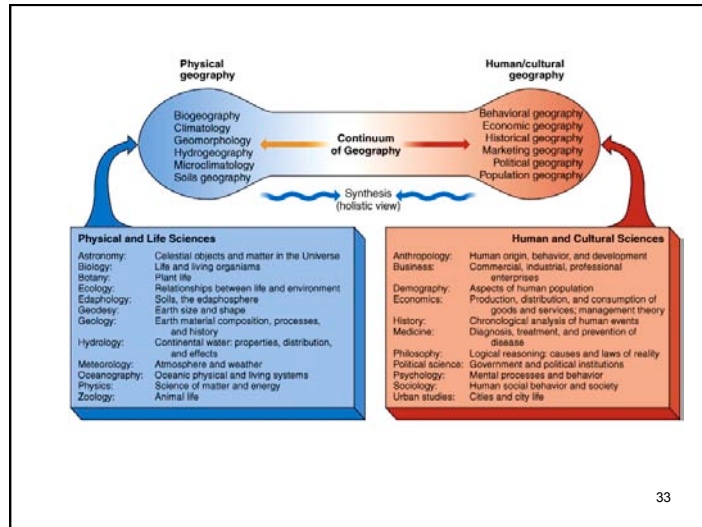 Physical
geography
Human/cultural
geography
Biogeography
Climatology
Geomorphology
Hydrogeography
Microclimatology
Soils geography
Continuum
of Geography
Behavioral geography
Economic geography
Historical geography
Marketing geography
Political geography
Population geography
Synthesis
(holistic view)
Physical and Life Sciences
Astronomy: Celestial objects and matter in the Universe
Biology: Life and living organisms
Botany: Plant life
Ecology: Relationships between life and environment
Edaphology: Soils, the edaphosphere
Geodesy: Earth size and shape
Geology: Earth material composition, processes,
and history
Hydrology: Continental water: properties, distribution,
and effects
Meteorology: Atmosphere and weather
Oceanography: Oceanic physical and living systems
Physics: Science of matter and energy
Zoology: Animal life
Human and Cultural Sciences
Anthropology: Human origin, behavior, and development
Business: Commercial, industrial, professional
enterprises
Demography: Aspects of human population
Economics: Production, distribution, and consumption of
goods and services; management theory
History: Chronological analysis of human events
Medicine: Diagnosis, treatment, and prevention of
disease
Philosophy: Logical reasoning: causes and laws of reality
Political science: Government and political institutions
Psychology: Mental processes and behavior
Sociology: Human social behavior and society
Urban studies: Cities and city life
33